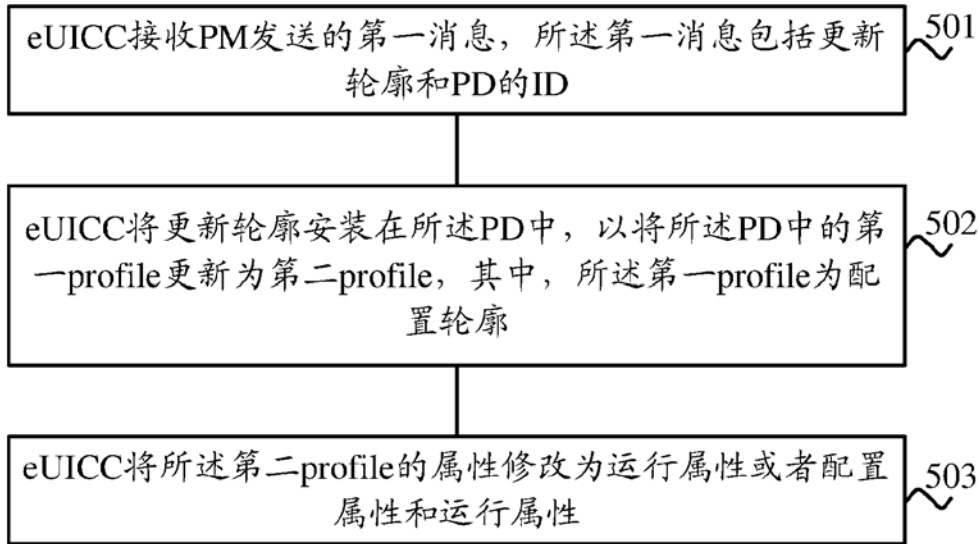 eUICC接收PM发送的第一消息，所述第一消息包括更新
轮廓和PD的ID
501
eUICC将更新轮廓安装在所述PD中，以将所述PD中的第
一profile更新为第二profile，其中，所述第一profile为配
置轮廓
502
eUICC将所述第二profile的属性修改为运行属性或者配置
属性和运行属性
503